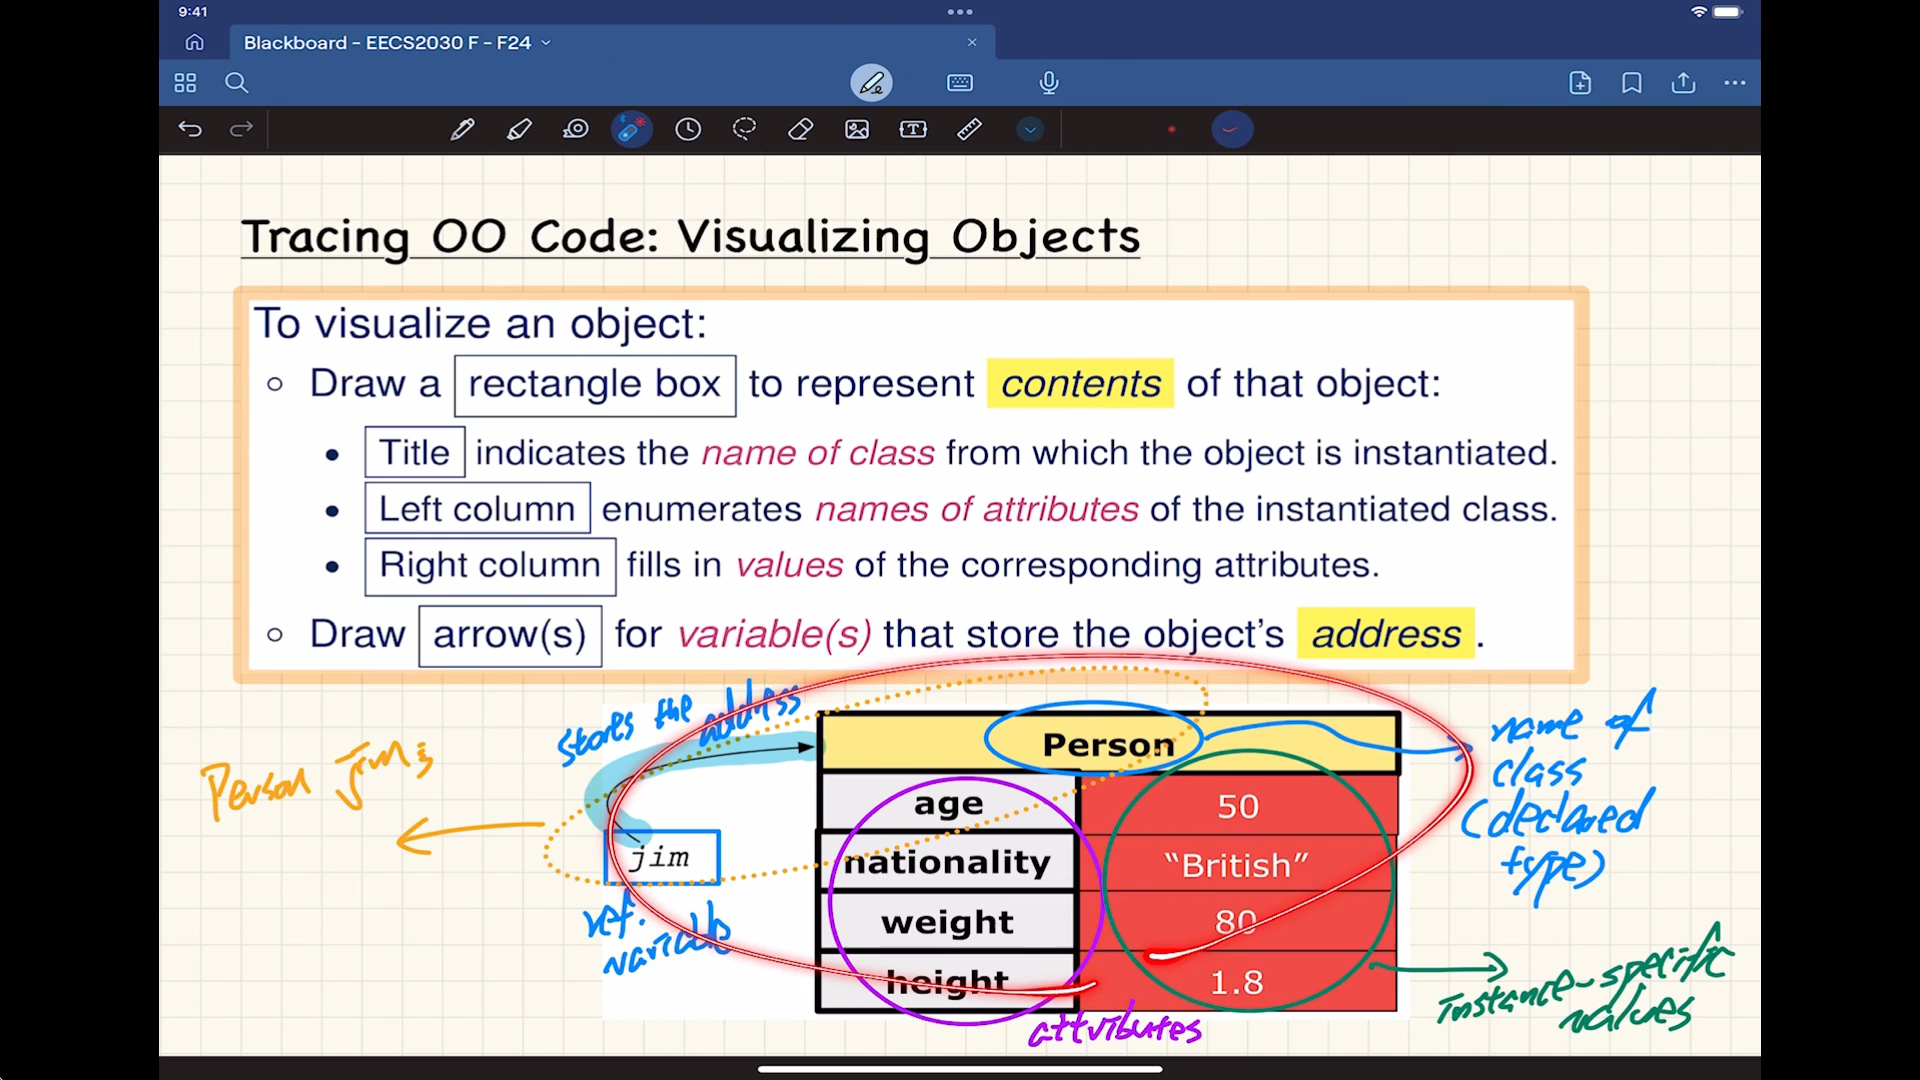 9:41
Blackboard - EECS2030 F - F24
Tracing OO Code: Visualizing Objects
To visualize an object:
○ Draw a rectangle box to represent contents of that object:
• Title indicates the name of class from which the object is instantiated.
• Left column enumerates names of attributes of the instantiated class.
• Right column fills in values of the corresponding attributes.
○ Draw arrow(s) for variable(s) that store the object's address.
stores the address
Person jim;
Person
name of
class
(declared
type)
age 50
jim
nationality “British”
ref.
variable
weight 80
height 1.8
instance-specific
values
attributes